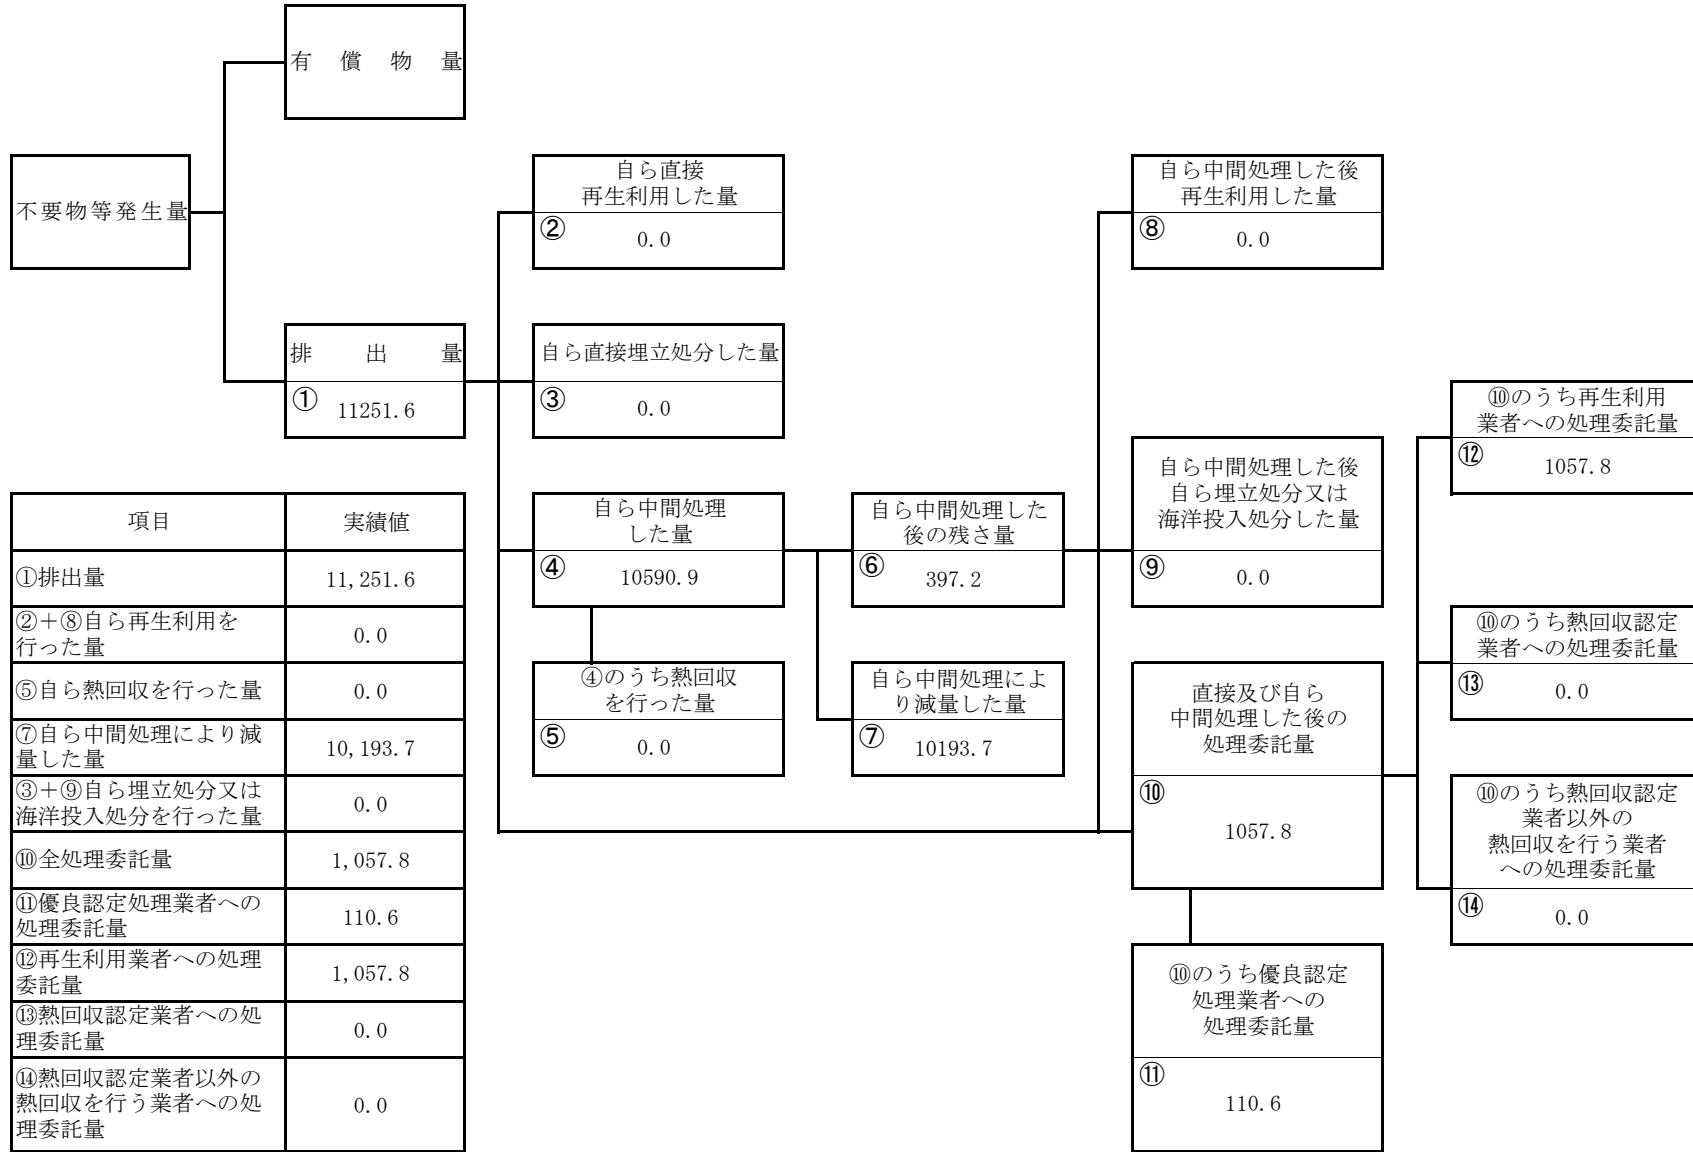 有償物量
不要物等発生量
自ら直接
再生利用した量
② 0.0
自ら中間処理した後
再生利用した量
⑧ 0.0
排出量
① 11251.6
自ら直接埋立処分した量
③ 0.0
自ら中間処理
した量
④ 10590.9
④のうち熱回収
を行った量
⑤ 0.0
自ら中間処理した
後の残さ量
⑥ 397.2
自ら中間処理によ
り減量した量
⑦ 10193.7
自ら中間処理した後
自ら埋立処分又は
海洋投入処分した量
⑨ 0.0
直接及び自ら
中間処理した後の
処理委託量
⑩
1057.8
⑩のうち優良認定
処理業者への
処理委託量
⑪
110.6
⑩のうち再生利用
業者への処理委託量
⑫ 1057.8
⑩のうち熱回収認定
業者への処理委託量
⑬ 0.0
⑩のうち熱回収認定
業者以外の
熱回収を行う業者
への処理委託量
⑭ 0.0
項目 実績値
①排出量 11,251.6
②+⑧自ら再生利用を
行った量 0.0
⑤自ら熱回収を行った量 0.0
⑦自ら中間処理により減
量した量 10,193.7
③+⑨自ら埋立処分又は
海洋投入処分を行った量 0.0
⑩全処理委託量 1,057.8
⑪優良認定処理業者への
処理委託量 110.6
⑫再生利用業者への処理
委託量 1,057.8
⑬熱回収認定業者への処
理委託量 0.0
⑭熱回収認定業者以外の
熱回収を行う業者への処
理委託量 0.0